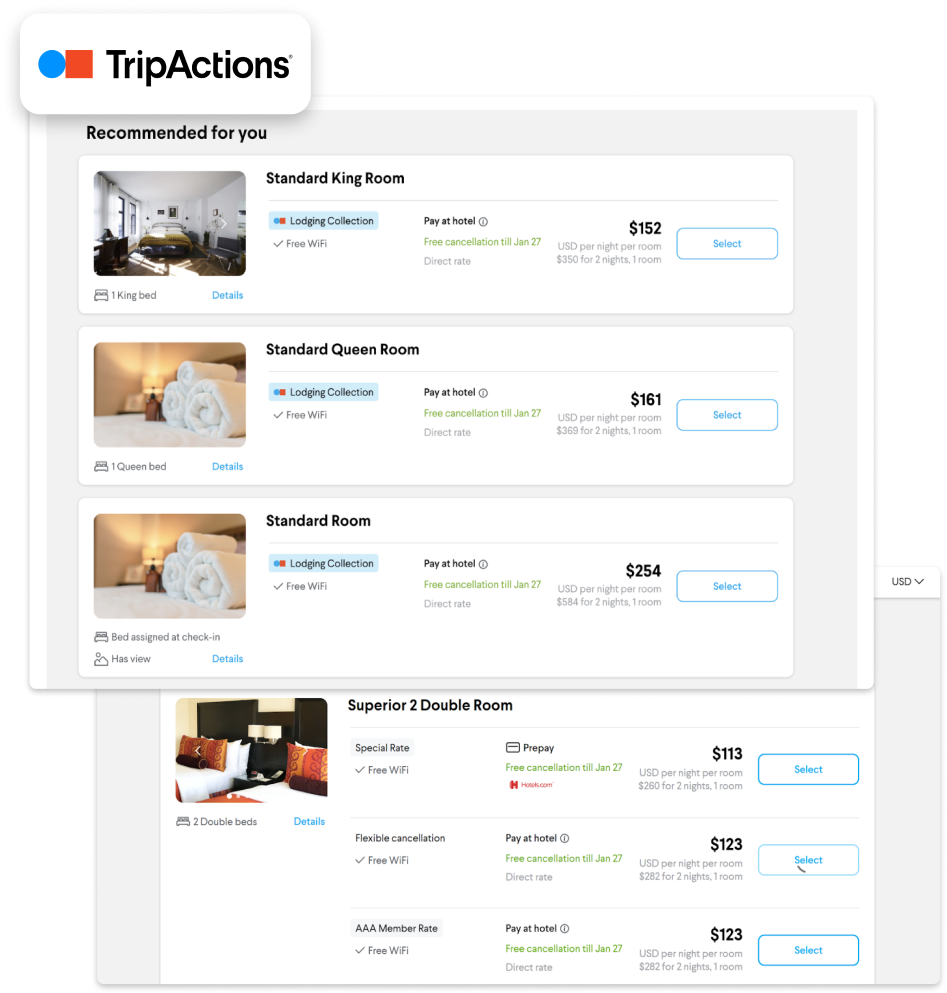 TripActions
Recommended for you
Standard King Room
Lodging Collection
Free WiFi
Pay at hotel
Free cancellation till Jan 27
Direct rate
$152
USD per night per room
$350 for 2 nights, 1 room
Select
1 King bed
Details
Standard Queen Room
Lodging Collection
Free WiFi
Pay at hotel
Free cancellation till Jan 27
Direct rate
$161
USD per night per room
$369 for 2 nights, 1 room
Select
1 Queen bed
Details
Standard Room
Lodging Collection
Free WiFi
Pay at hotel
Free cancellation till Jan 27
Direct rate
$254
USD per night per room
$584 for 2 nights, 1 room
Select
Bed assigned at check-in
Has view
Details
USD
Superior 2 Double Room
Special Rate
Free WiFi
Prepay
Free cancellation till Jan 27
Hotels.com
$113
USD per night per room
$260 for 2 nights, 1 room
Select
2 Double beds
Details
Flexible cancellation
Free WiFi
Pay at hotel
Free cancellation till Jan 27
Direct rate
$123
USD per night per room
$282 for 2 nights, 1 room
Select
AAA Member Rate
Free WiFi
Pay at hotel
Free cancellation till Jan 27
Direct rate
$123
USD per night per room
$282 for 2 nights, 1 room
Select